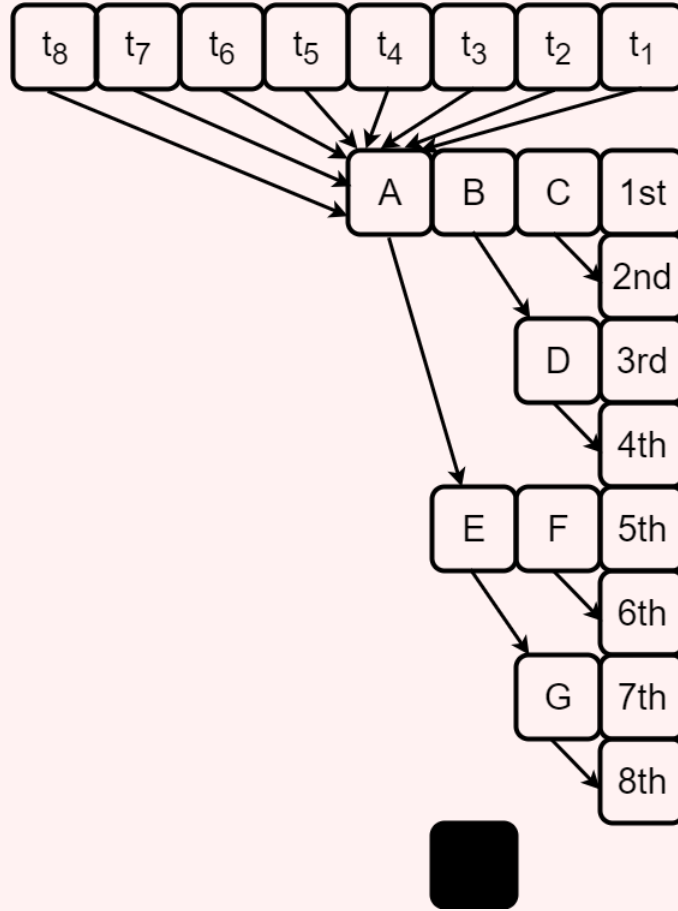 t₈ t₇ t₆ t₅ t₄ t₃ t₂ t₁
A B C 1st
2nd
D 3rd
4th
E F 5th
6th
G 7th
8th